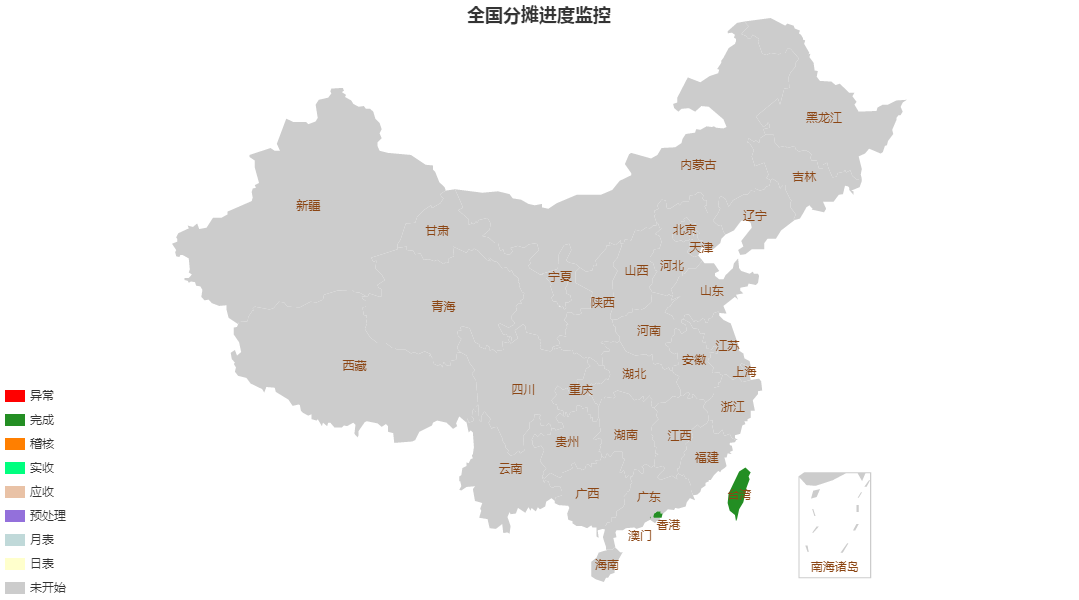 全国分摊进度监控
黑龙江
内蒙古
吉林
新疆
辽宁
甘肃
北京
天津
河北
山西
宁夏
山东
陕西
青海
河南
江苏
安徽
西藏
上海
湖北
四川
重庆
浙江
湖南
江西
贵州
福建
云南
广西
广东
台湾
香港
澳门
海南
南海诸岛
异常
完成
稽核
实收
应收
预处理
月表
日表
未开始